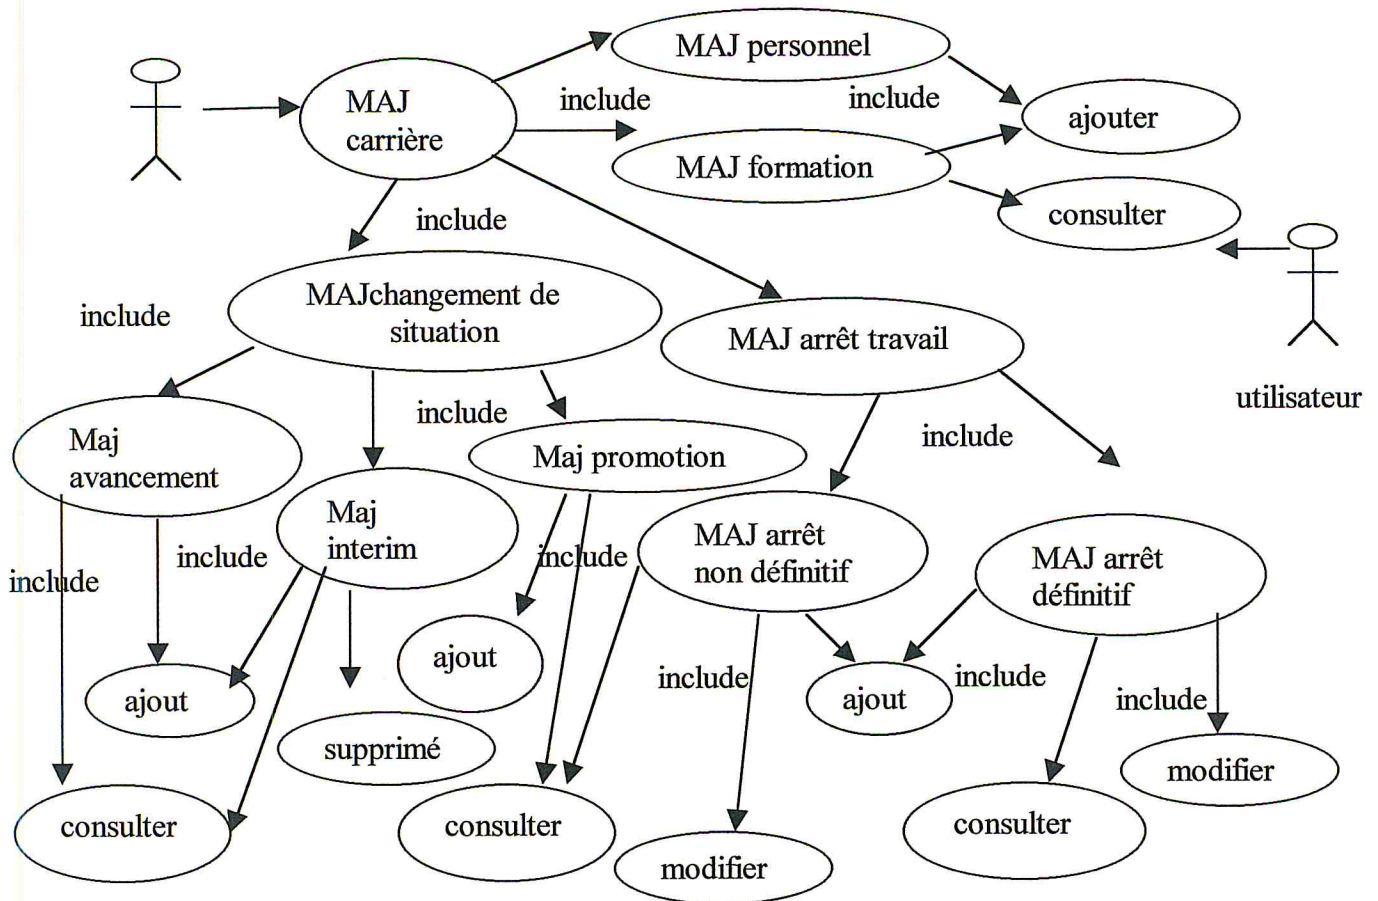 MAJ personnel
MAJ
carrière
include
include
ajouter
MAJ formation
consulter
include
MAJchangement de
situation
include
MAJ arrêt travail
utilisateur
include
include
Maj
avancement
Maj promotion
Maj
interim
MAJ arrêt
non définitif
MAJ arrêt
définitif
include
include
include
ajout
ajout
include
ajout
include
include
supprimé
modifier
consulter
consulter
consulter
modifier